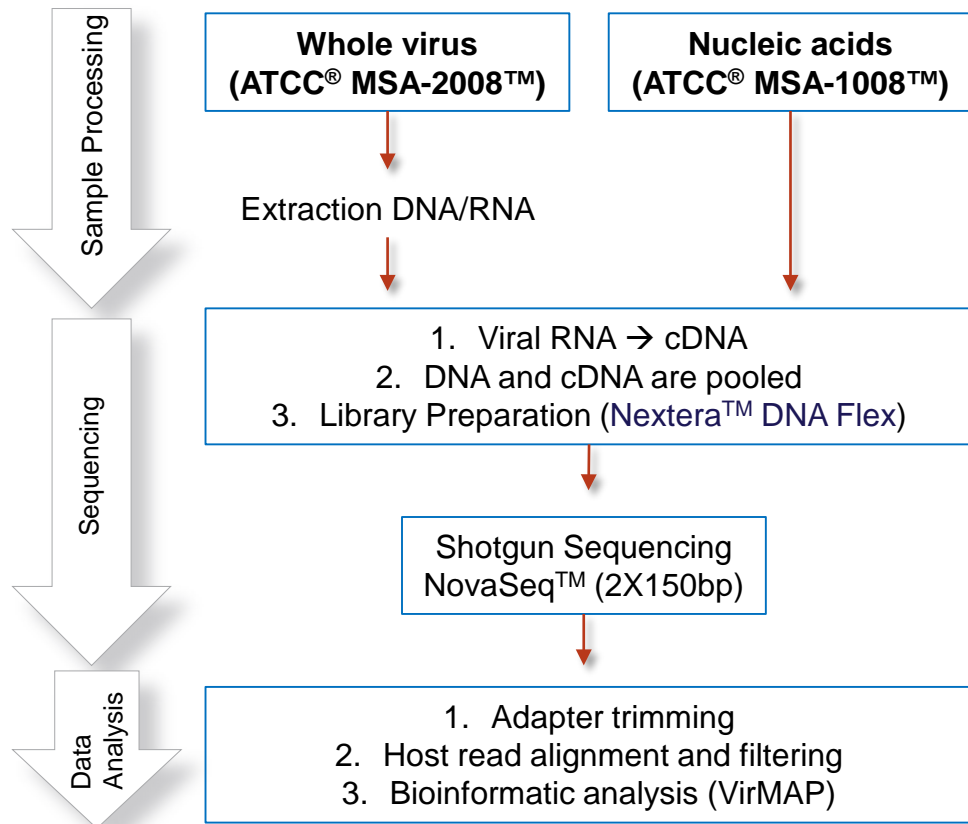 Sample Processing
Whole virus
(ATCC® MSA-2008™)
Nucleic acids
(ATCC® MSA-1008™)
Extraction DNA/RNA
Sequencing
1. Viral RNA → cDNA
2. DNA and cDNA are pooled
3. Library Preparation (Nextera™ DNA Flex)
Shotgun Sequencing
NovaSeq™ (2X150bp)
Data
Analysis
1. Adapter trimming
2. Host read alignment and filtering
3. Bioinformatic analysis (VirMAP)